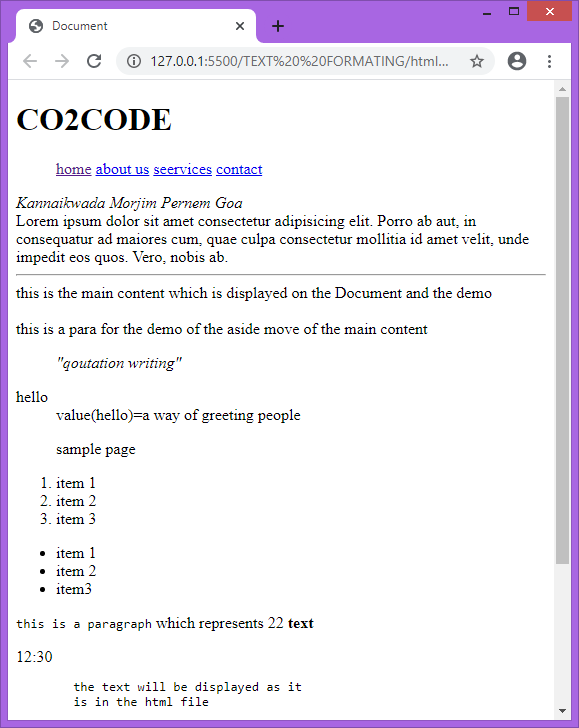 Document
127.0.0.1:5500/TEXT%20%20FORMATING/html...
CO2CODE
home about us seervices contact
Kannaikwada Morjim Pernem Goa
Lorem ipsum dolor sit amet consectetur adipisicing elit. Porro ab aut, in
consequatur ad maiores cum, quae culpa consectetur mollitia id amet velit, unde
impedit eos quos. Vero, nobis ab.
this is the main content which is displayed on the Document and the demo
this is a para for the demo of the aside move of the main content
"qoutation writing"
hello
value(hello)=a way of greeting people
sample page
1. item 1
2. item 2
3. item 3
• item 1
• item 2
• item3
this is a paragraph which represents 22 text
12:30
the text will be displayed as it
is in the html file